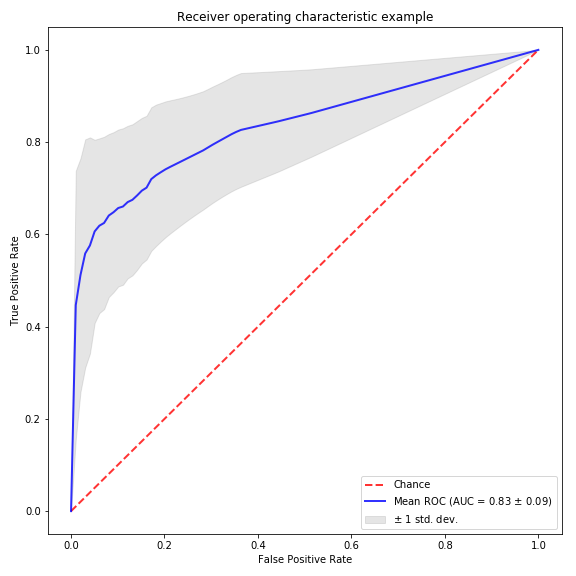 Receiver operating characteristic example
True Positive Rate
1.0
0.8
0.6
0.4
0.2
0.0
Chance
Mean ROC (AUC = 0.83 ± 0.09)
± 1 std. dev.
0.0 0.2 0.4 0.6 0.8 1.0
False Positive Rate